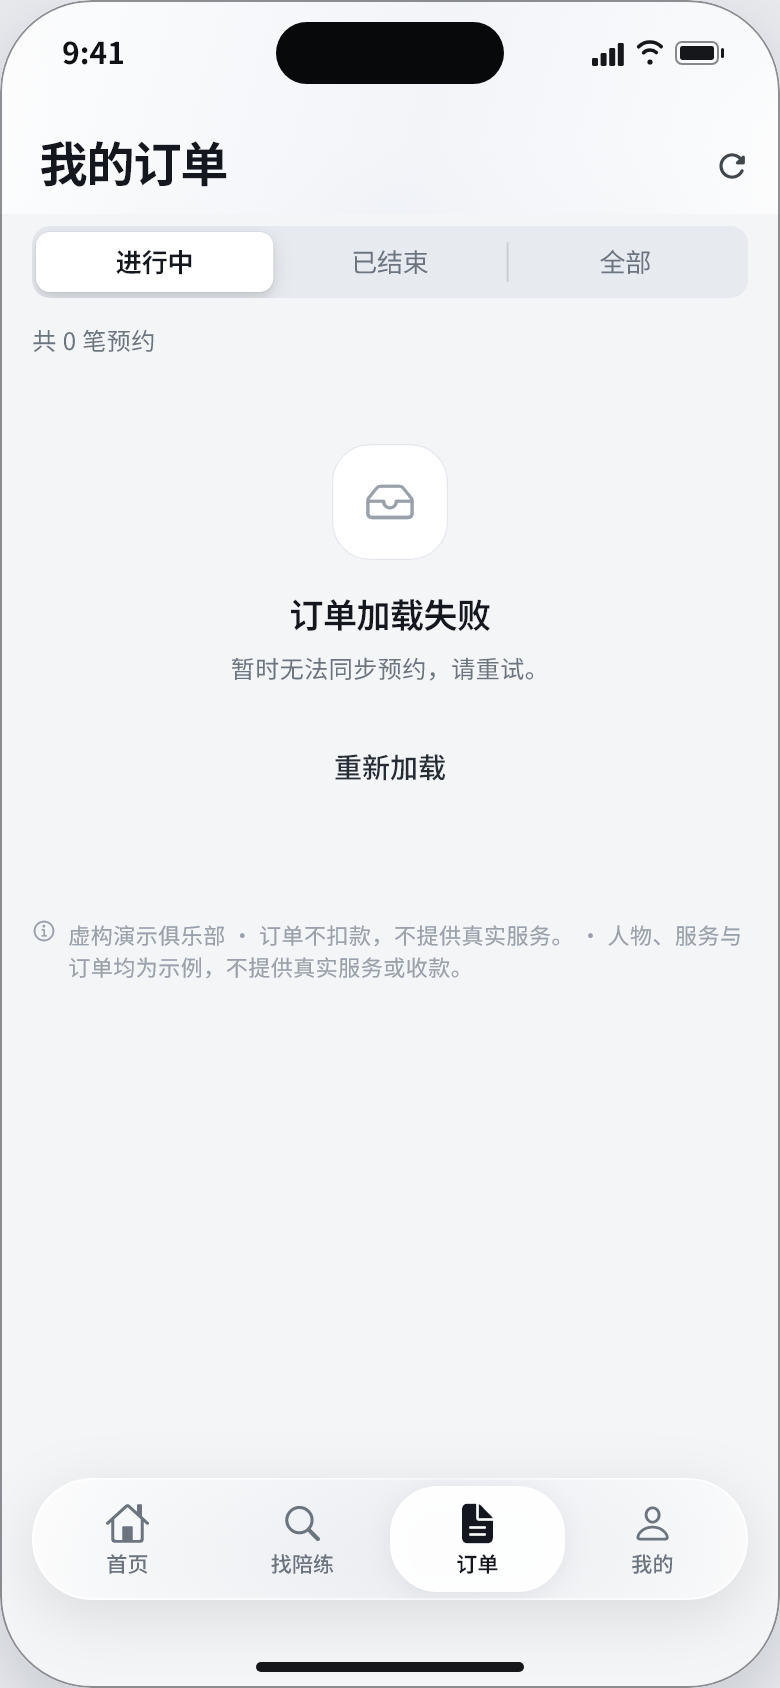 9:41
我的订单
进行中
已结束
全部
共 0 笔预约
订单加载失败
暂时无法同步预约，请重试。
重新加载
虚构演示俱乐部 · 订单不扣款，不提供真实服务。 · 人物、服务与
订单均为示例，不提供真实服务或收款。
首页
找陪练
订单
我的